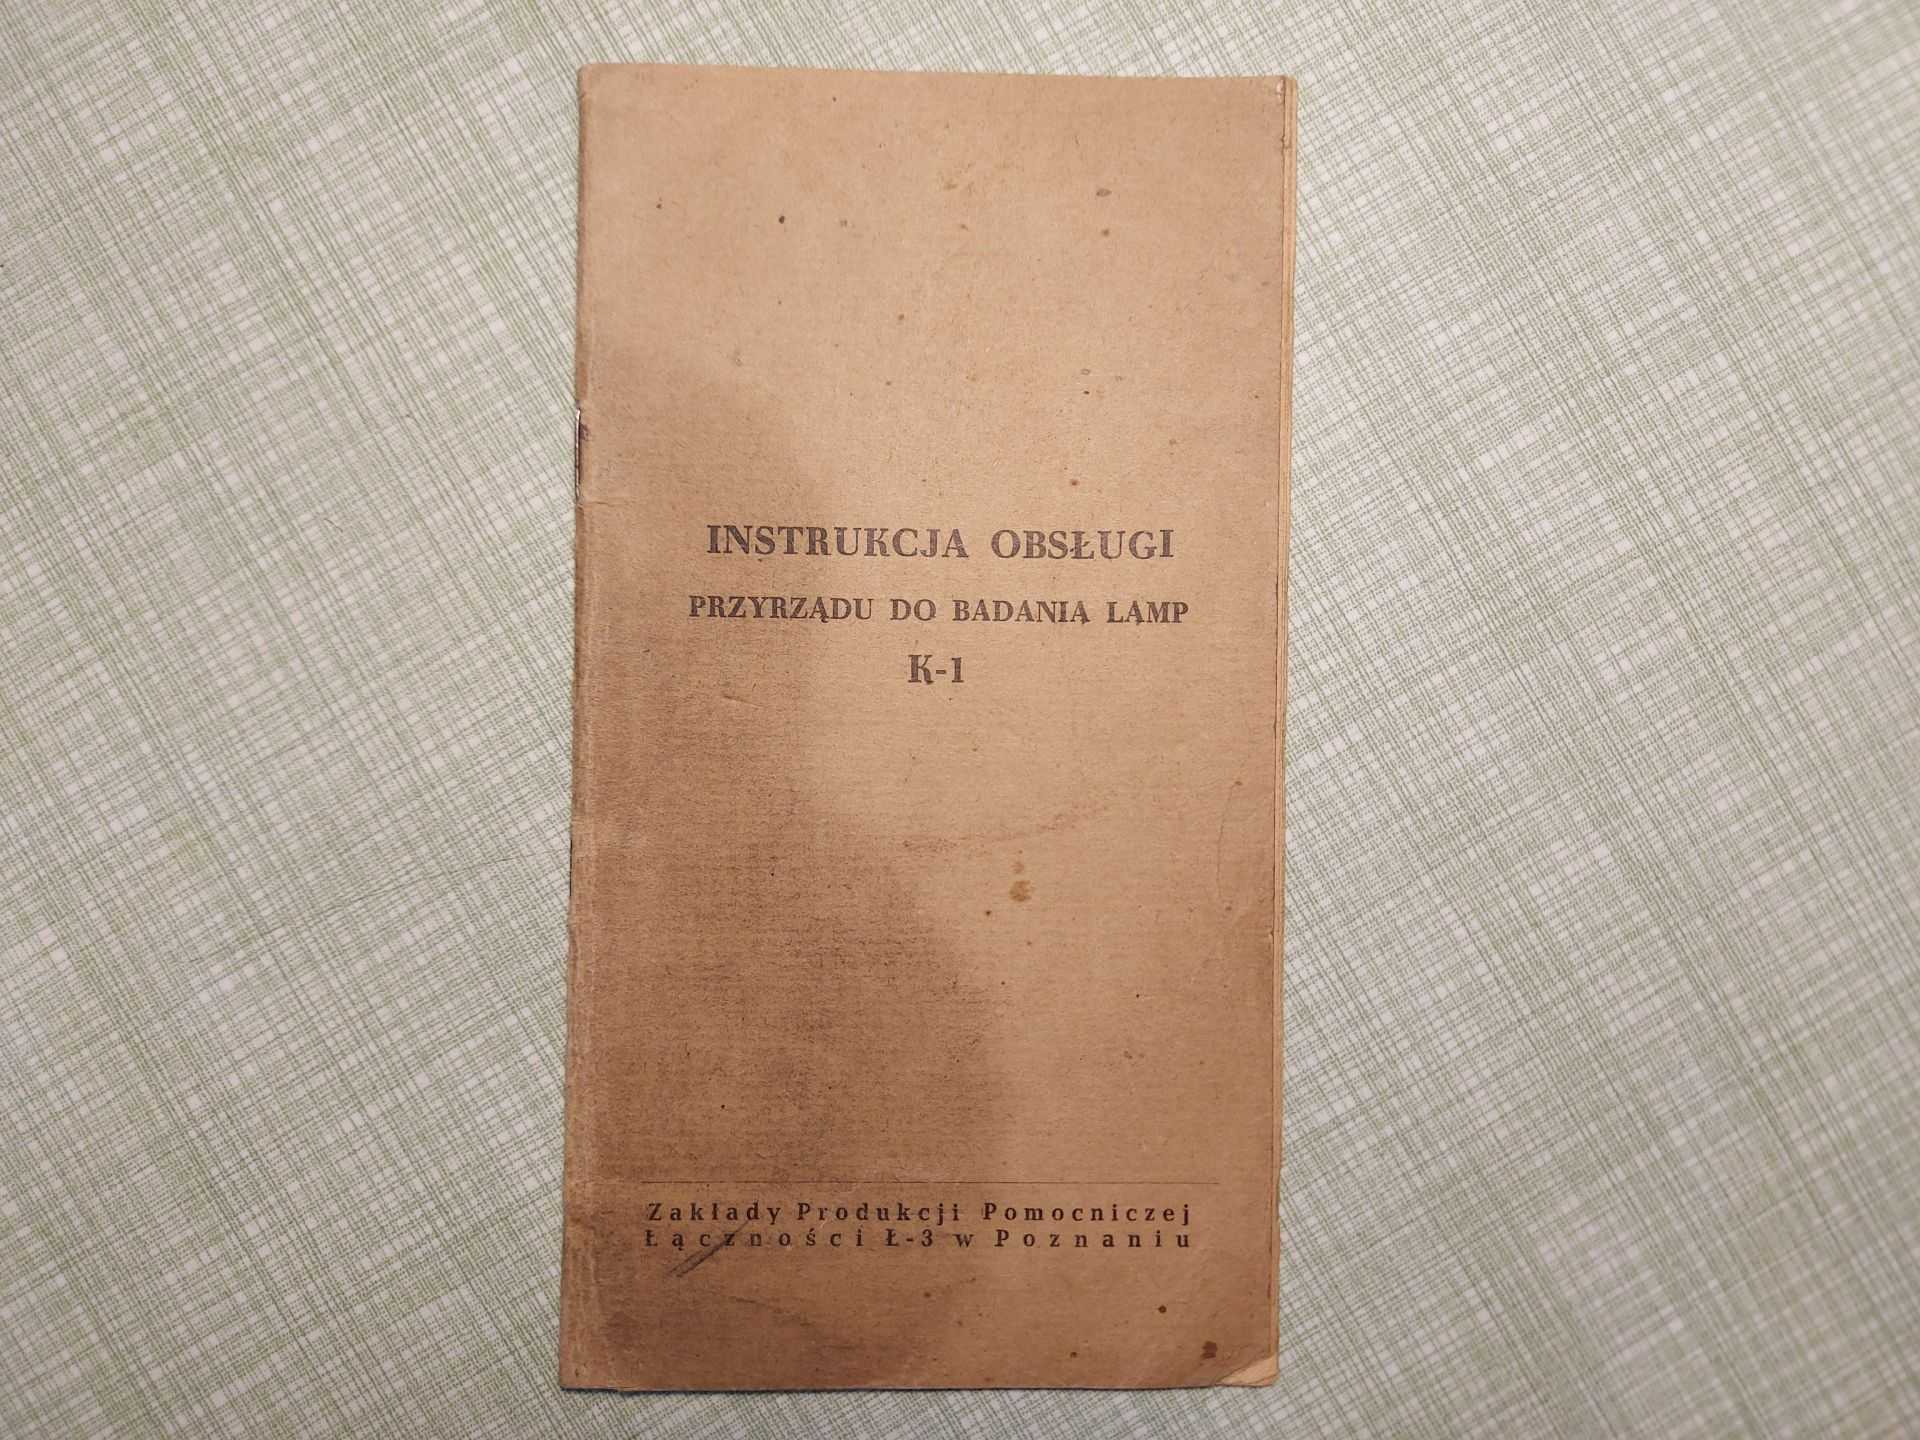 INSTRUKCJA OBSŁUGI
PRZYRZĄDU DO BADANIA LAMP
K-1
Zakłady Produkcji Pomocniczej
Łączności Ł-3 w Poznaniu